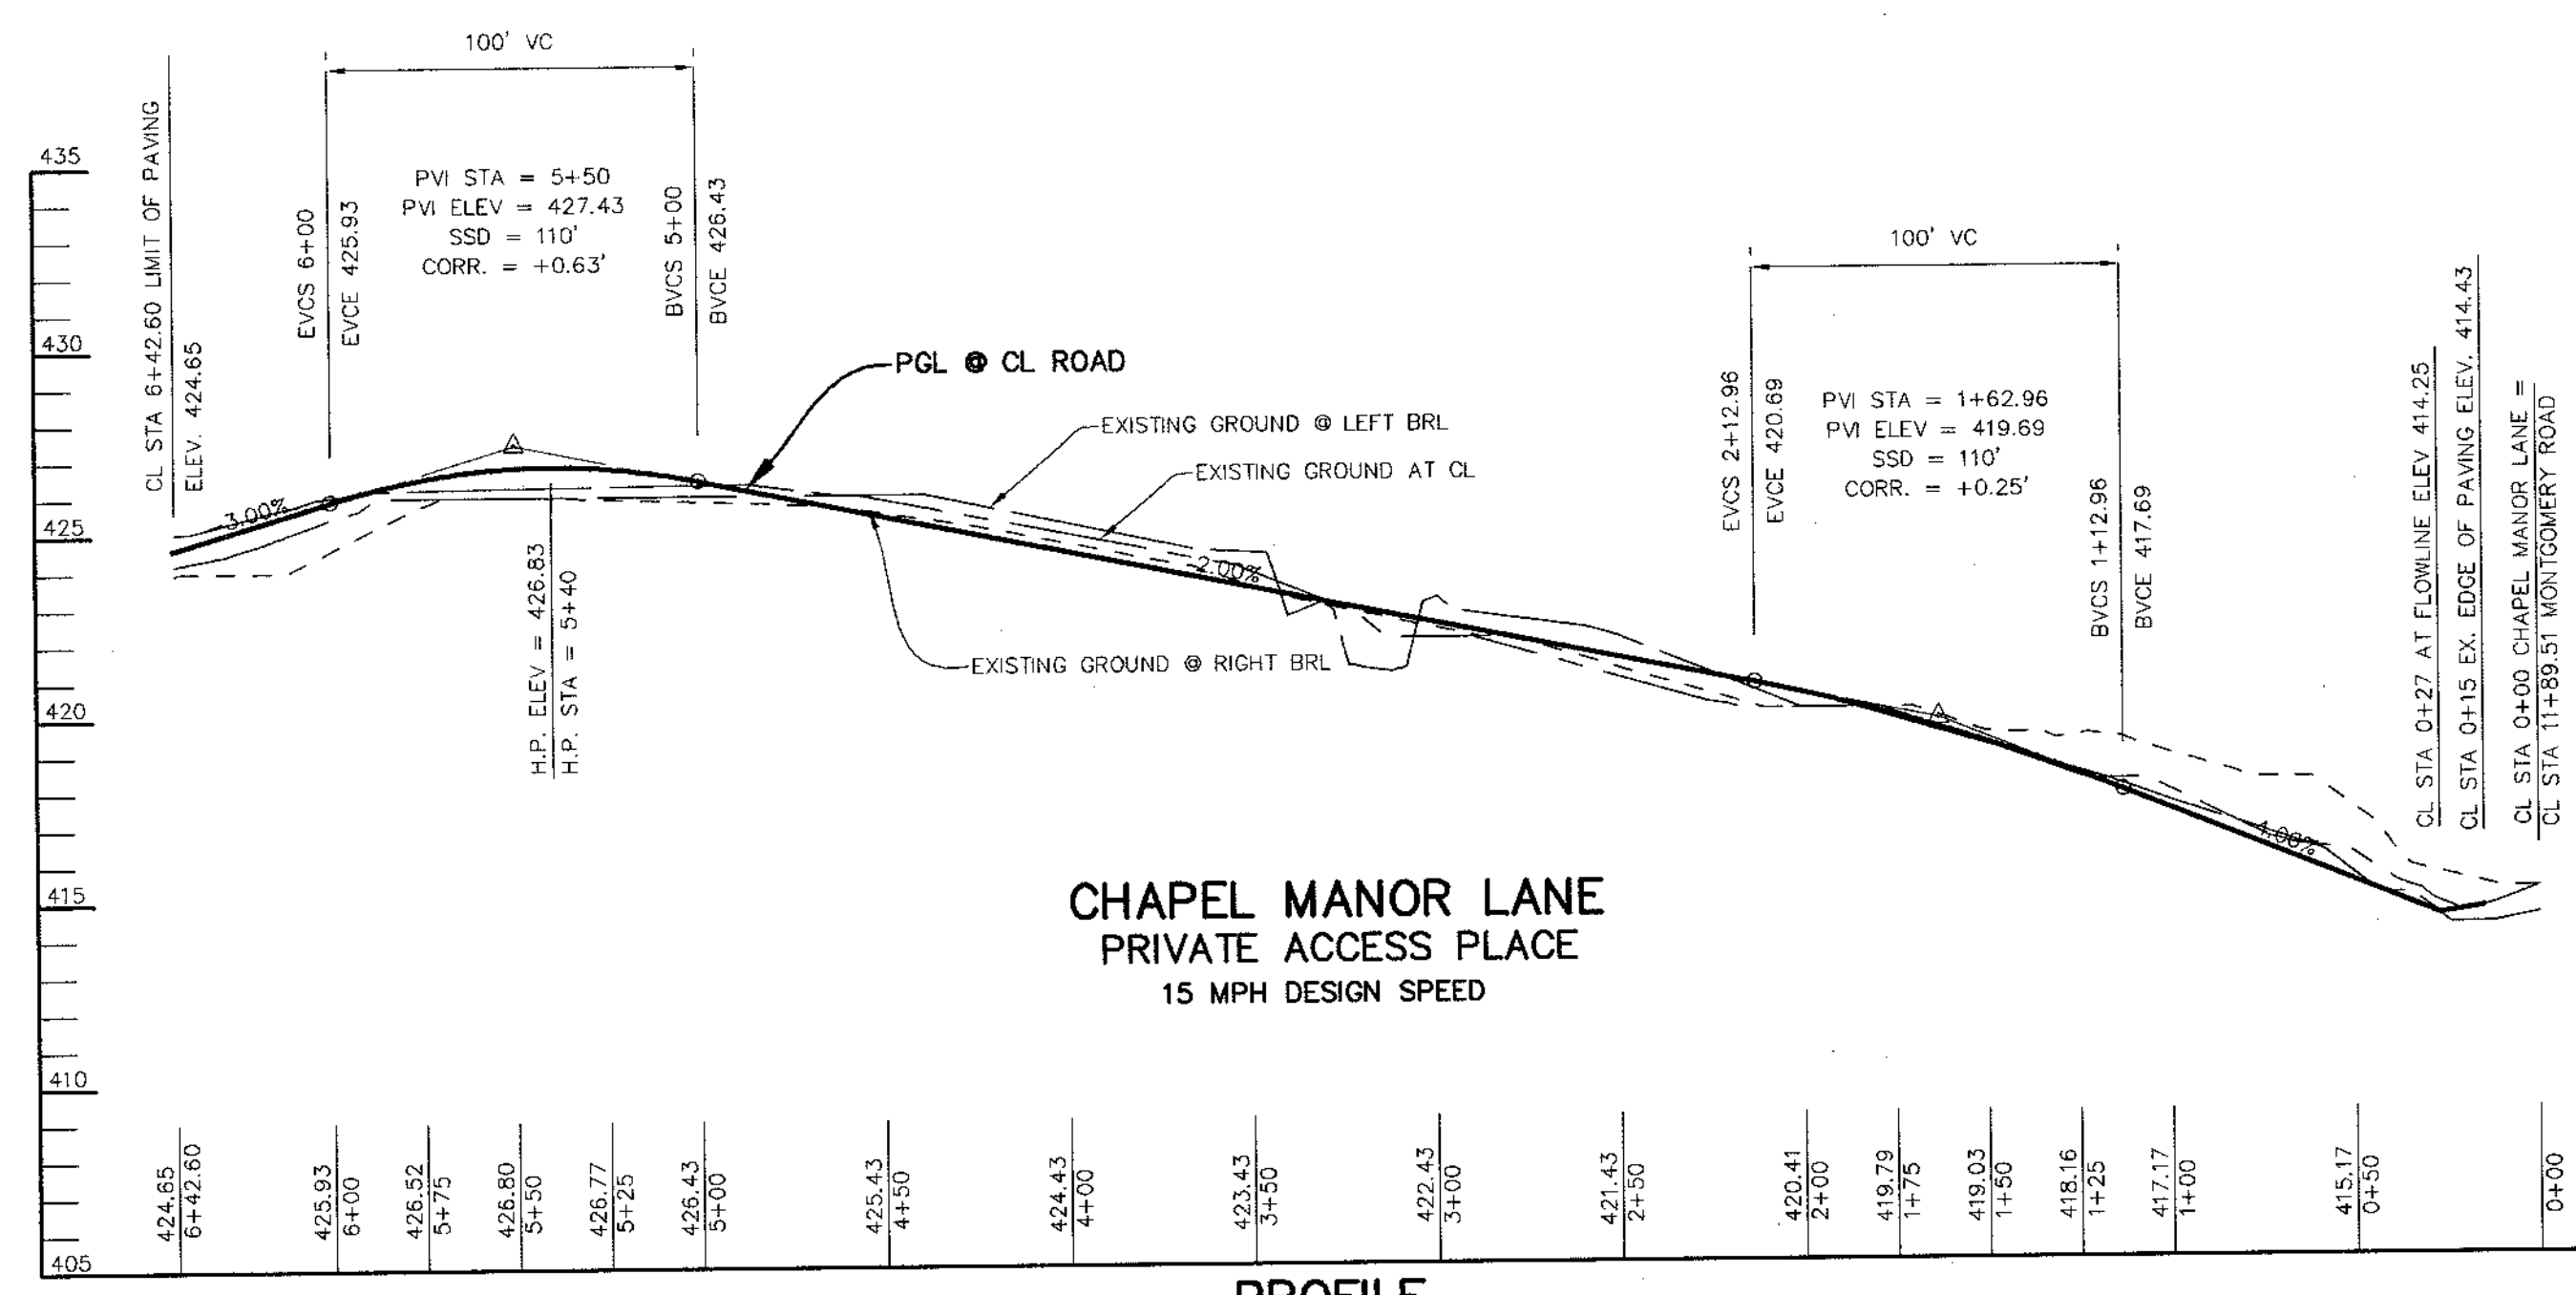 100' VC
CL STA 6+42.60 LIMIT OF PAVING
ELEV. 424.65
EVCS 6+00
EVCE 425.93
PVI STA = 5+50
PVI ELEV = 427.43
SSD = 110'
CORR. = +0.63'
BVCS 5+00
BVCE 426.43
PGL @ CL ROAD
EXISTING GROUND @ LEFT BRL
EXISTING GROUND AT CL
100' VC
EVCS 2+12.96
EVCE 420.69
PVI STA = 1+62.96
PVI ELEV = 419.69
SSD = 110'
CORR. = +0.25'
BVCS 1+12.96
BVCE 417.69
CL STA 0+27 AT FLOWLINE ELEV 414.25
CL STA 0+15 EX. EDGE OF PAVING ELEV. 414.43
CL STA 0+00 CHAPEL MANOR LANE =
CL STA 11+89.51 MONTGOMERY ROAD
435
430
425
420
415
410
405
3.00%
H.P. ELEV = 426.83
H.P. STA = 5+40
-2.00%
EXISTING GROUND @ RIGHT BRL
4.00%
CHAPEL MANOR LANE
PRIVATE ACCESS PLACE
15 MPH DESIGN SPEED
424.65
6+42.60
425.93
6+00
426.52
5+75
426.80
5+50
426.77
5+25
426.43
5+00
425.43
4+50
424.43
4+00
423.43
3+50
422.43
3+00
421.43
2+50
420.41
2+00
419.79
1+75
419.03
1+50
418.16
1+25
417.17
1+00
415.17
0+50
0+00
PROFILE